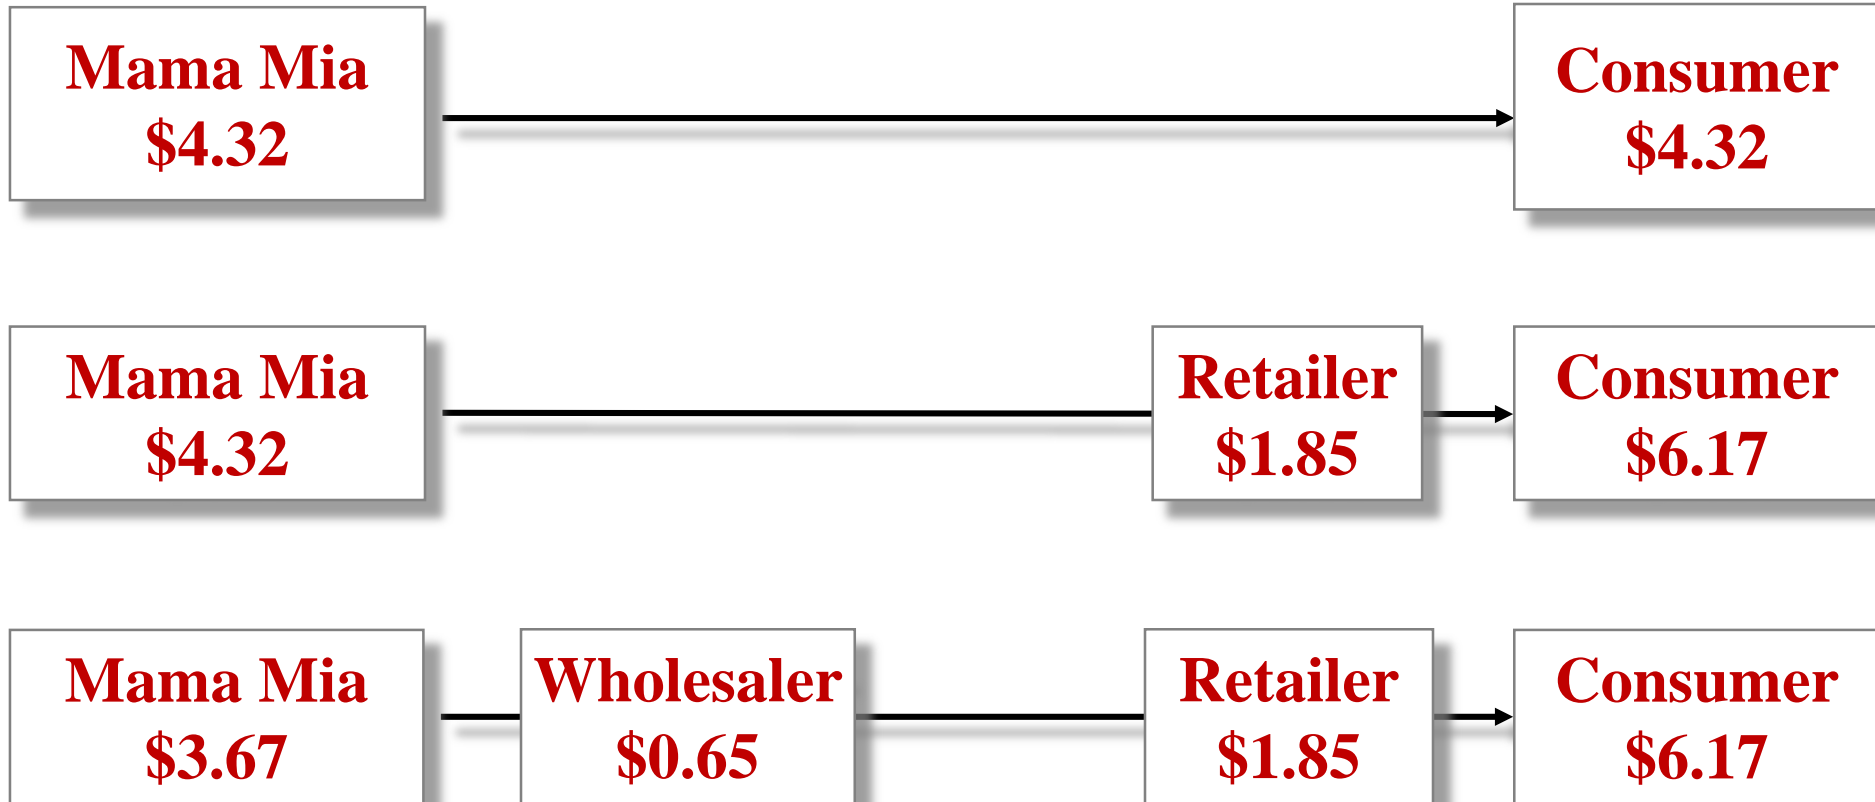 Mama Mia
$4.32
Consumer
$4.32
Mama Mia
$4.32
Retailer
$1.85
Consumer
$6.17
Mama Mia
$3.67
Wholesaler
$0.65
Retailer
$1.85
Consumer
$6.17